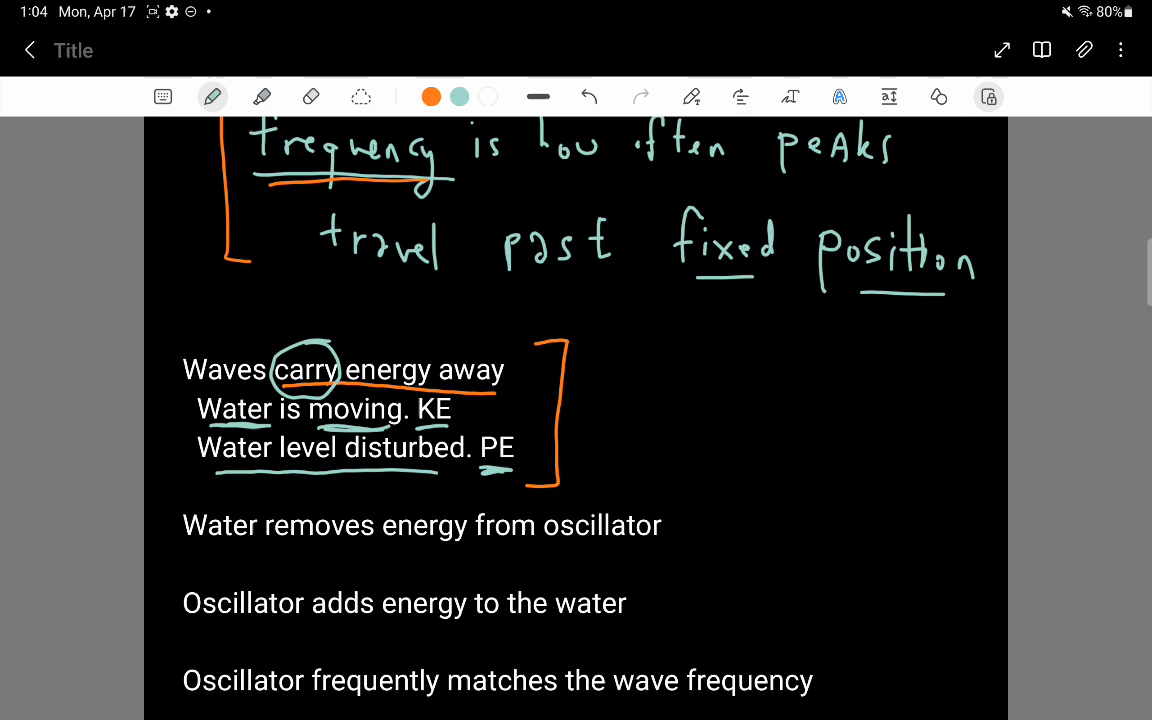 1:04 Mon, Apr 17
80%
Title
frequency is how often peaks
travel past fixed position
Waves carry energy away
Water is moving. KE
Water level disturbed. PE
Water removes energy from oscillator
Oscillator adds energy to the water
Oscillator frequently matches the wave frequency